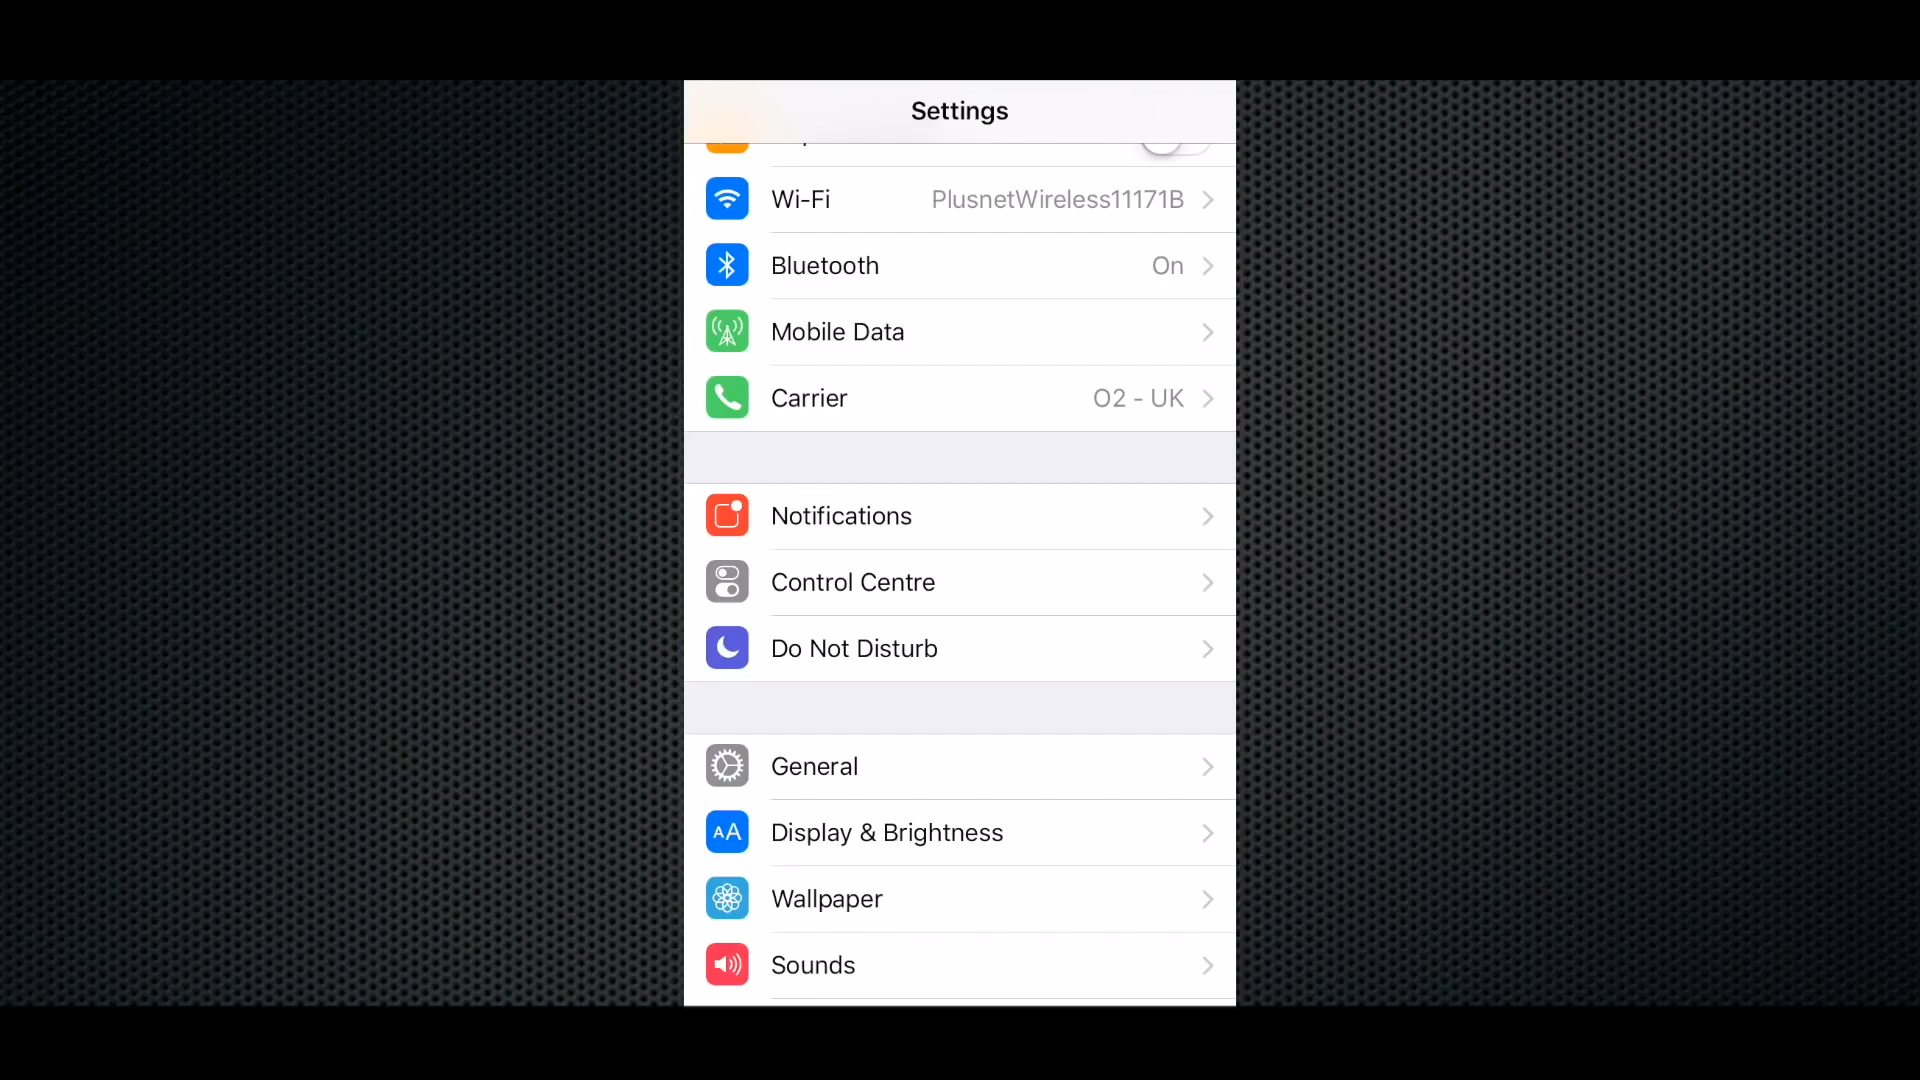 Settings
Wi-Fi PlusnetWireless11171B
Bluetooth On
Mobile Data
Carrier O2 - UK
Notifications
Control Centre
Do Not Disturb
General
AA Display & Brightness
Wallpaper
Sounds